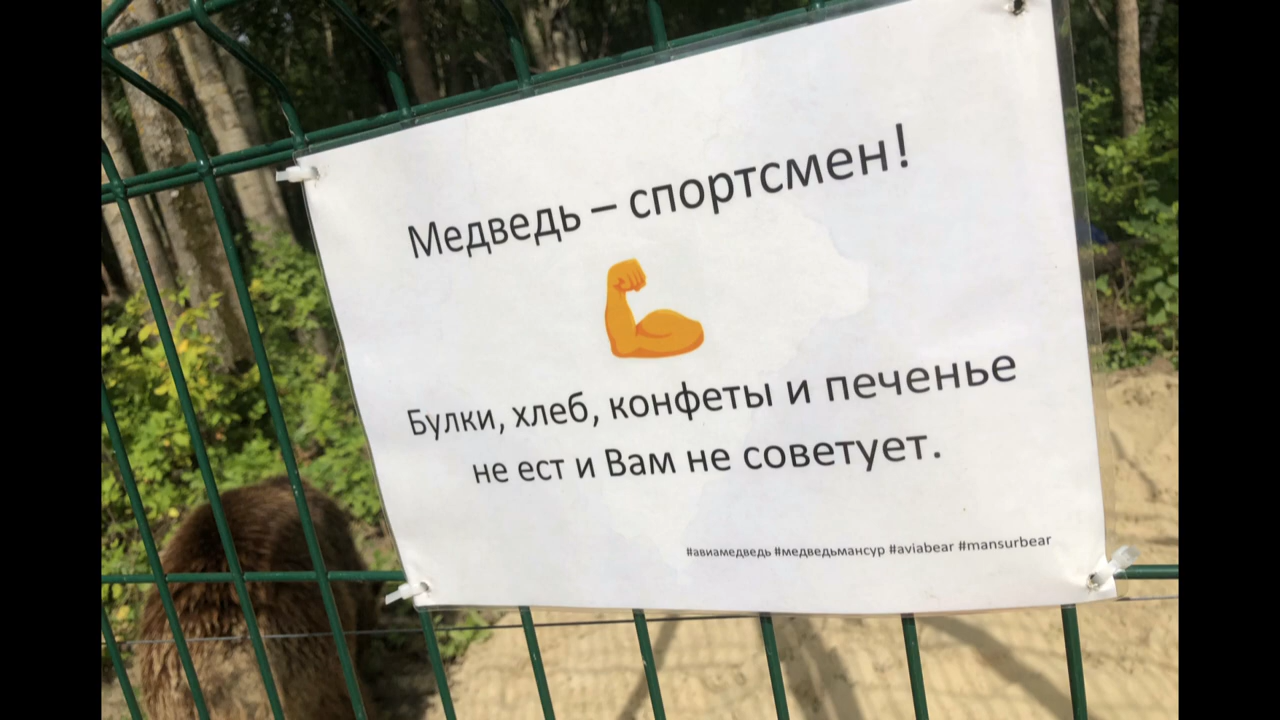 Медведь – спортсмен!
Булки, хлеб, конфеты и печенье
не ест и Вам не советует.
#авиамедведь #медведьмансур #aviabear #mansurbear